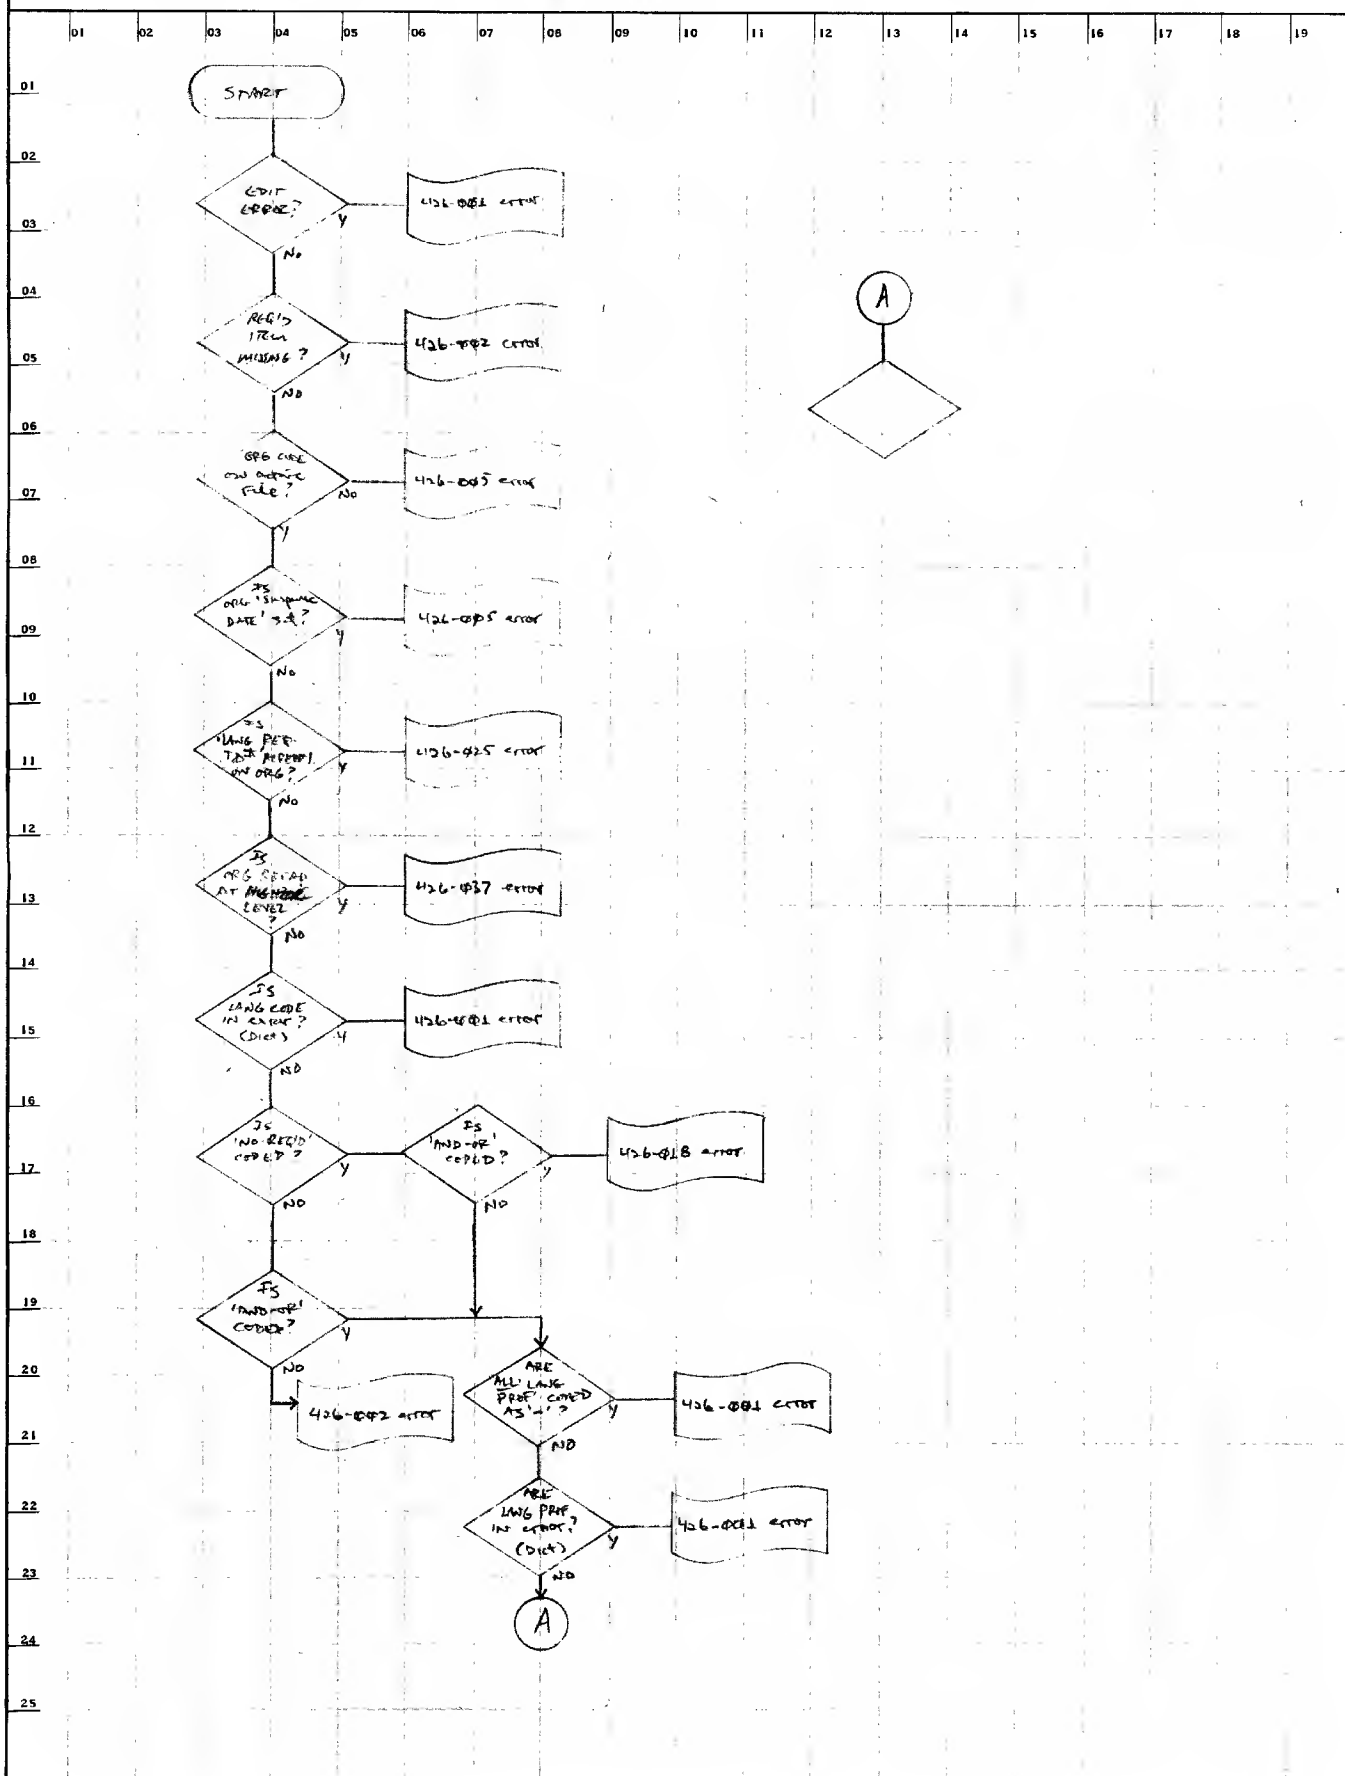 01 02 03 04 05 06 07 08 09 10 11 12 13 14 15 16 17 18 19
01
START
02
EDIT
ERROR?
Y
426-001 error
03
No
04
A
REQ'D
ITEM
MISSING?
Y
426-002 error
05
NO
06
ORG CODE
ON active
File?
No
426-005 error
07
Y
08
IS
ORG 'Suspense
DATE' set?
Y
426-005 error
09
No
10
IS
'LANG REF-
ID#
ON ORG?
Y
426-025 error
11
No
12
IS
ORG
AT
LEVEL
?
Y
426-037 error
13
NO
14
IS
LANG CODE
IN error?
(Dict)
Y
426-001 error
15
NO
16
IS
'NO-REQ'D'
CODED?
Y
IS
'AND-OR'
CODED?
Y
426-018 error
17
NO
NO
18
19
IS
'AND-OR'
CODED?
Y
20
NO
426-002 error
ARE
'ALL' LANG
PROF' CODED
AS '-'?
Y
426-001 error
21
NO
22
ARE
LANG PROF
IN error?
(Dict)
Y
426-001 error
23
NO
A
24
25